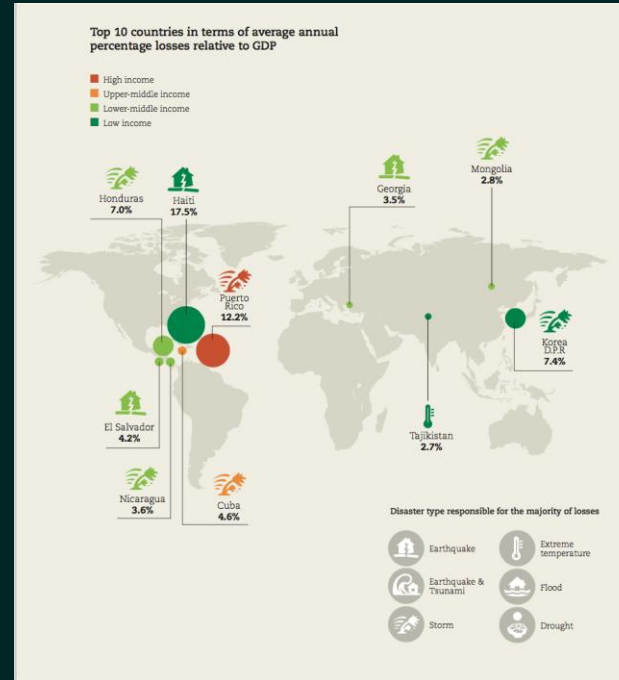 Top 10 countries in terms of average annual
percentage losses relative to GDP
High income
Upper-middle income
Lower-middle income
Low income
Honduras
7.0%
Haiti
17.5%
Puerto
Rico
12.2%
Georgia
3.5%
Mongolia
2.8%
Korea
D.P.R
7.4%
El Salvador
4.2%
Nicaragua
3.6%
Cuba
4.6%
Tajikistan
2.7%
Disaster type responsible for the majority of losses
Earthquake
Extreme
temperature
Earthquake &
Tsunami
Flood
Storm
Drought